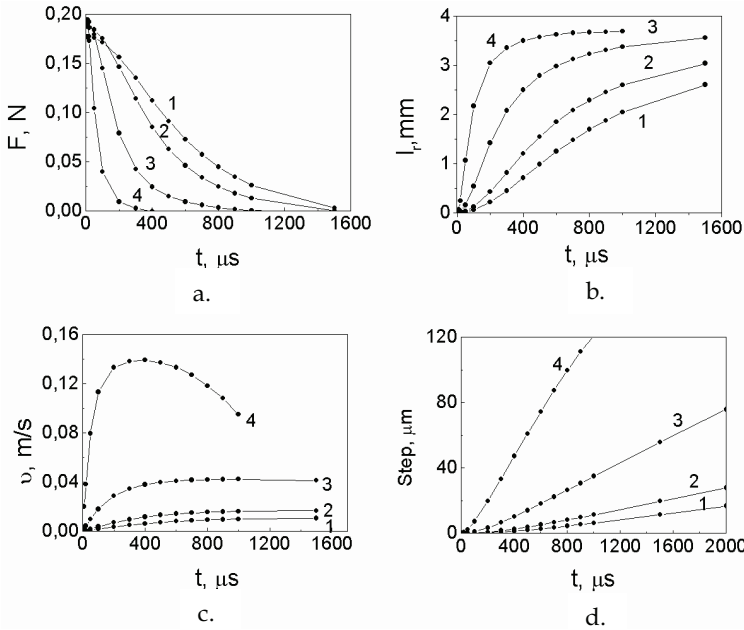 0,20
0,15
0,10
0,05
0,00
F, N
1
2
3
4
0 400 800 1200 1600
t, μs
a.
4
3
2
1
0
l_r,mm
4
3
2
1
0 400 800 1200 1600
t, μs
b.
0,16
0,12
0,08
0,04
0,00
υ, m/s
4
3
2
1
0 400 800 1200 1600
t, μs
c.
120
80
40
0
Step, μm
4
3
2
1
0 400 800 1200 1600 2000
t, μs
d.